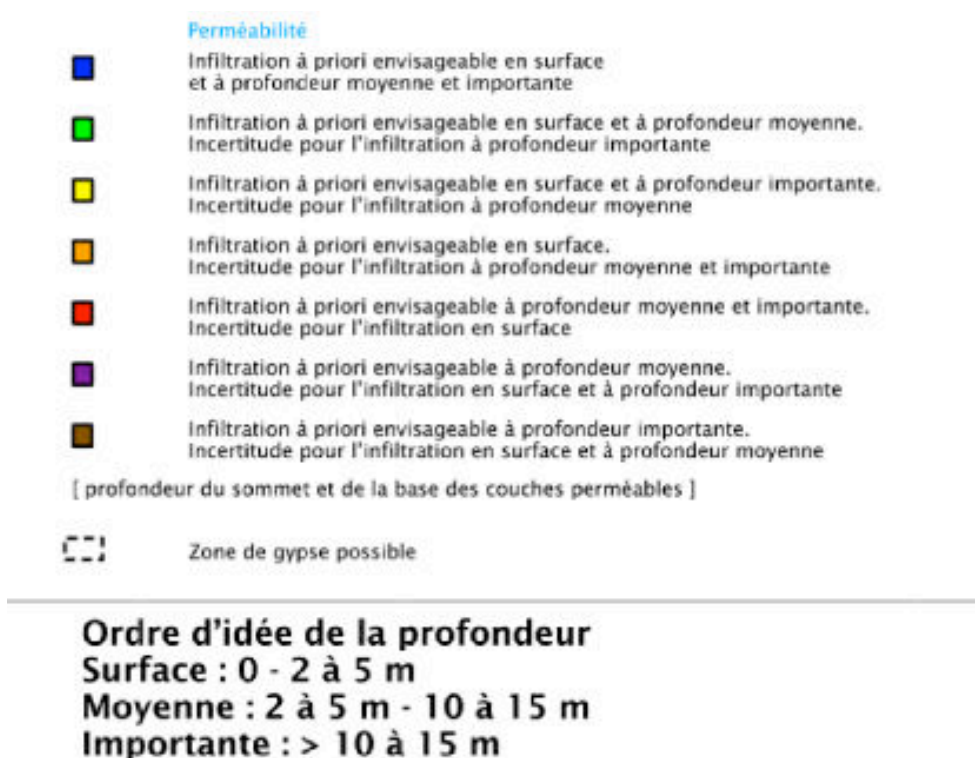 Perméabilité
Infiltration à priori envisageable en surface
et à profondeur moyenne et importante
Infiltration à priori envisageable en surface et à profondeur moyenne.
Incertitude pour l'infiltration à profondeur importante
Infiltration à priori envisageable en surface et à profondeur importante.
Incertitude pour l'infiltration à profondeur moyenne
Infiltration à priori envisageable en surface.
Incertitude pour l'infiltration à profondeur moyenne et importante
Infiltration à priori envisageable à profondeur moyenne et importante.
Incertitude pour l'infiltration en surface
Infiltration à priori envisageable à profondeur moyenne.
Incertitude pour l'infiltration en surface et à profondeur importante
Infiltration à priori envisageable à profondeur importante.
Incertitude pour l'infiltration en surface et à profondeur moyenne
[ profondeur du sommet et de la base des couches perméables ]
Zone de gypse possible
Ordre d'idée de la profondeur
Surface : 0 - 2 à 5 m
Moyenne : 2 à 5 m - 10 à 15 m
Importante : > 10 à 15 m